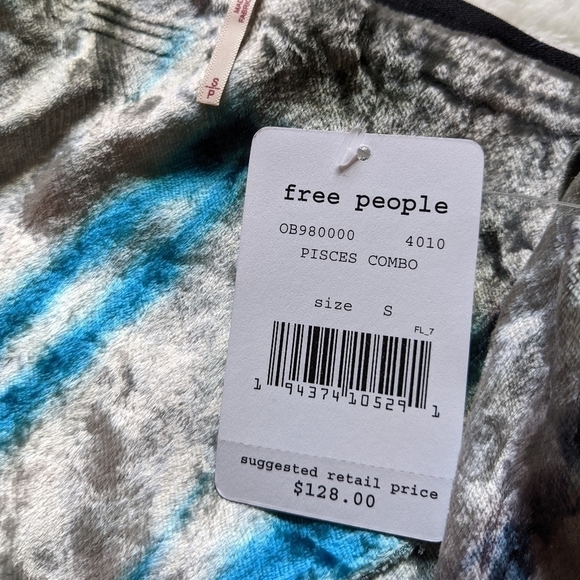 S/P
free people
OB980000 4010
PISCES COMBO
size S
FL_7
1 94374 10529 1
suggested retail price
$128.00